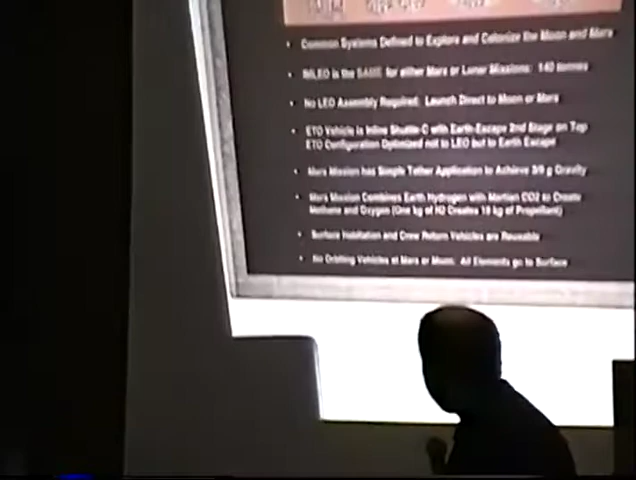 Common Systems Defined to Explore and Colonize the Moon and Mars
IMLEO is the SAME for either Mars or Lunar Missions: 140 tonnes
No LEO Assembly Required. Launch Direct to Moon or Mars
ETO Vehicle is Inline Shuttle-C with Earth-Escape 2nd Stage on Top
ETO Configuration Optimized not to LEO but to Earth Escape
Mars Mission has Simple Tether Application to Achieve 3/8 g Gravity
Mars Mission Combines Earth Hydrogen with Martian CO2 to Create
Methane and Oxygen (One kg of H2 Creates 18 kg of Propellant)
Surface Habitation and Crew Return Vehicles are Reusable
No Orbiting Vehicles at Mars or Moon. All Elements go to Surface